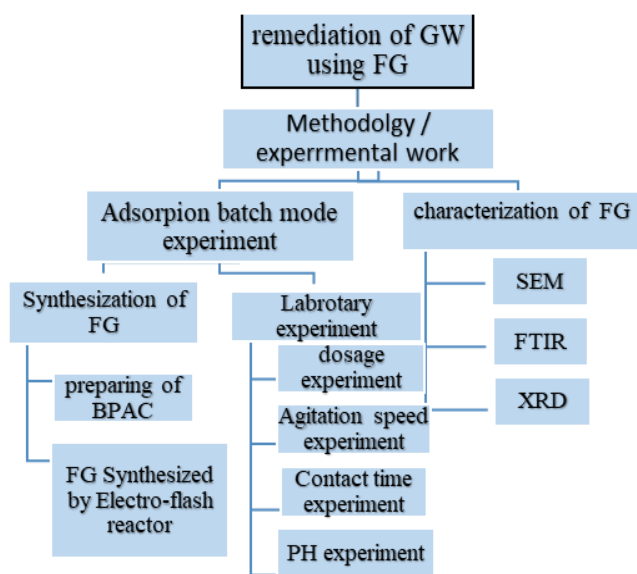 remediation of GW
using FG
Methodolgy /
experrmental work
Adsorpion batch mode
experiment
characterization of FG
Synthesization of
FG
Labrotary
experiment
SEM
FTIR
XRD
preparing of
BPAC
FG Synthesized
by Electro-flash
reactor
dosage
experiment
Agitation speed
experiment
Contact time
experiment
PH experiment